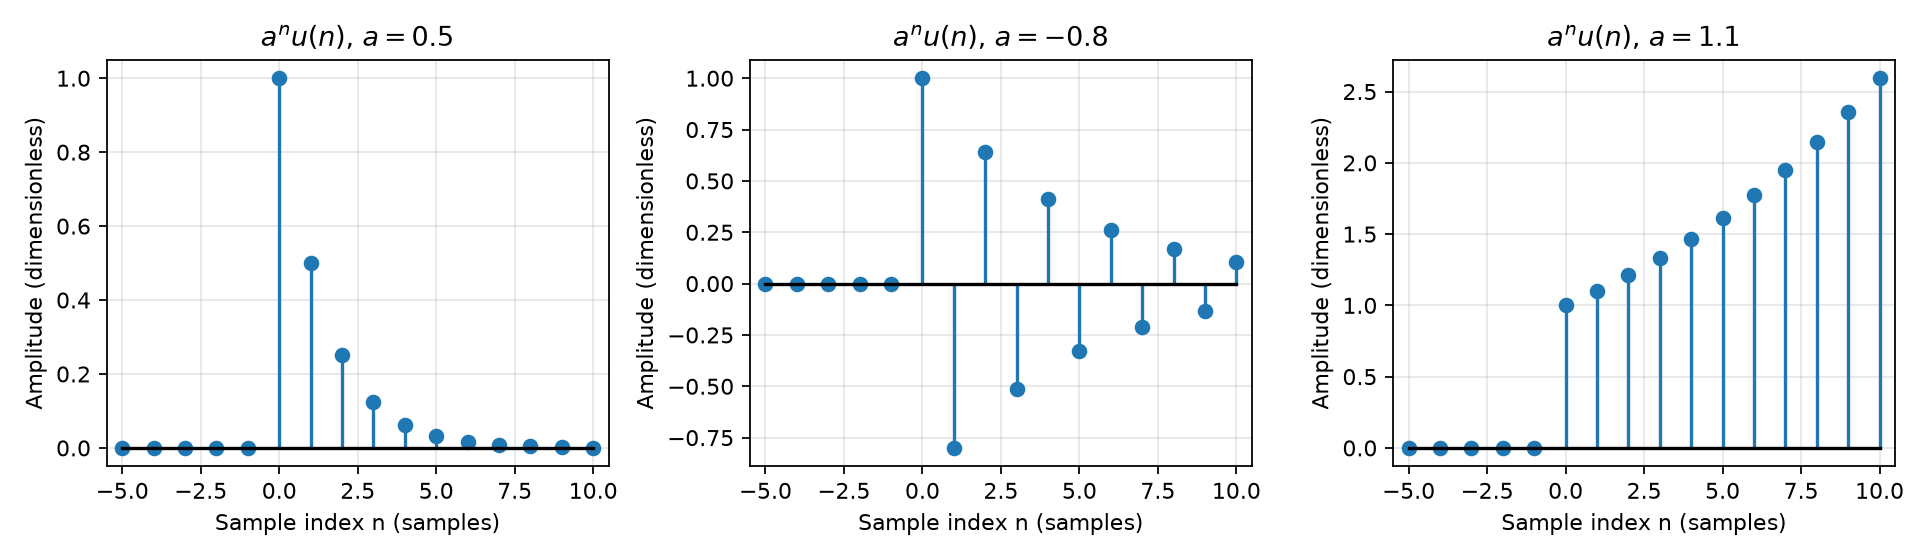 aⁿu(n), a = 0.5
Amplitude (dimensionless)
1.0
0.8
0.6
0.4
0.2
0.0
−5.0 −2.5 0.0 2.5 5.0 7.5 10.0
Sample index n (samples)
aⁿu(n), a = −0.8
Amplitude (dimensionless)
1.00
0.75
0.50
0.25
0.00
−0.25
−0.50
−0.75
−5.0 −2.5 0.0 2.5 5.0 7.5 10.0
Sample index n (samples)
aⁿu(n), a = 1.1
Amplitude (dimensionless)
2.5
2.0
1.5
1.0
0.5
0.0
−5.0 −2.5 0.0 2.5 5.0 7.5 10.0
Sample index n (samples)